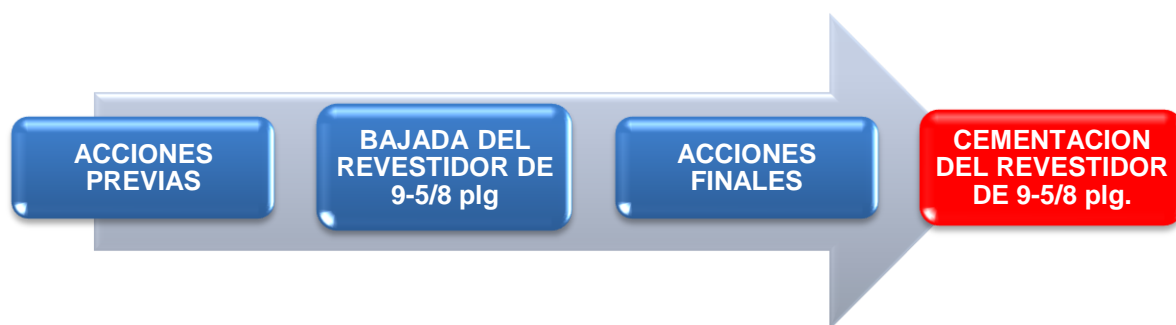 ACCIONES
PREVIAS
BAJADA DEL
REVESTIDOR DE
9-5/8 plg
ACCIONES
FINALES
CEMENTACION
DEL REVESTIDOR
DE 9-5/8 plg.